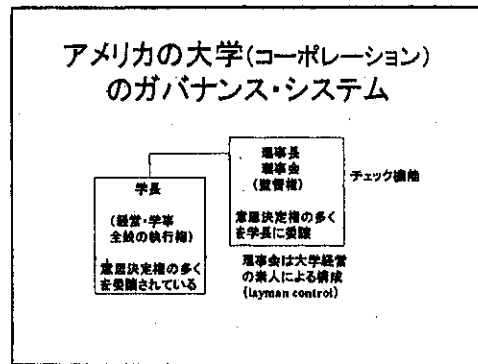 アメリカの大学(コーポレーション)
のガバナンス・システム
学長
(経営・学事
全般の執行権)
意思決定権の多く
を委譲されている
理事長
理事会
(監督権)
意思決定権の多く
を学長に委譲
チェック機能
理事会は大学経営
の素人による構成
(layman control)